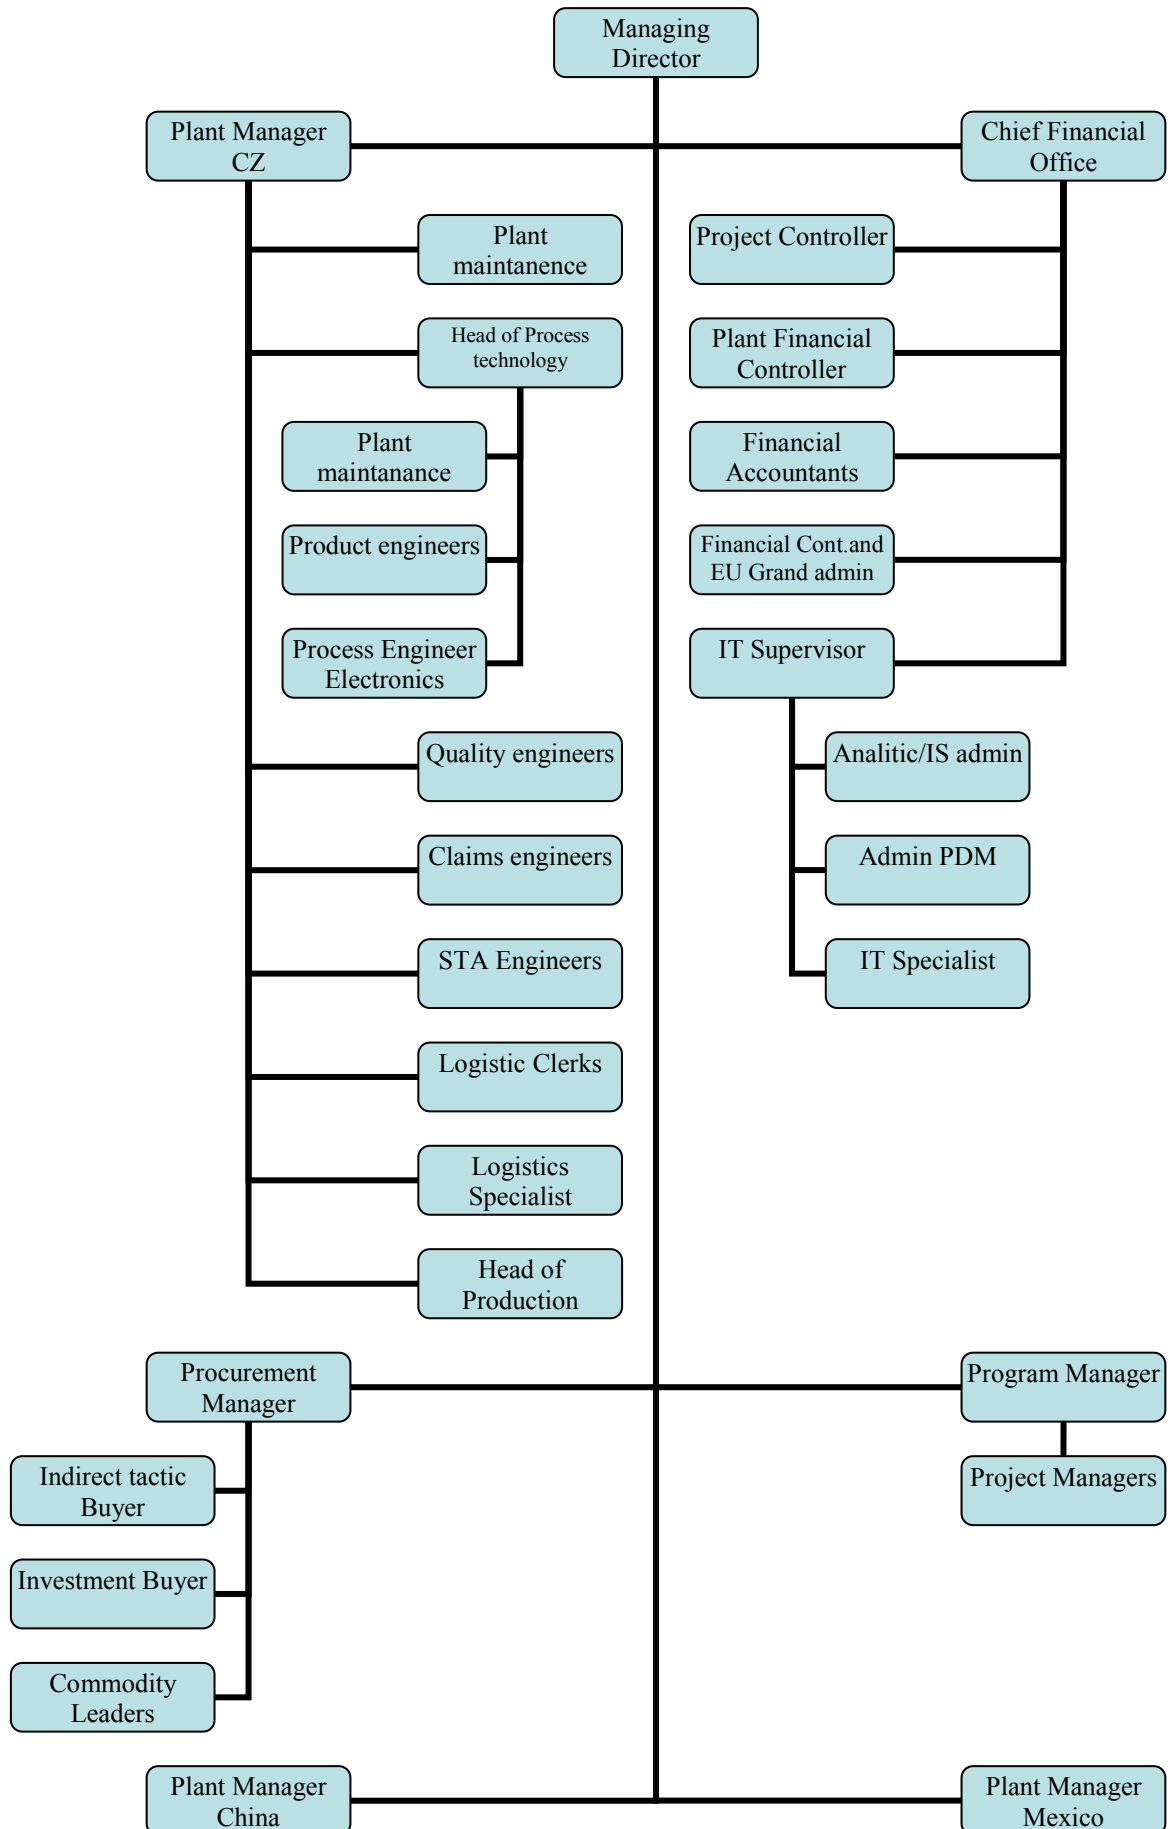 Managing
Director
Plant Manager
CZ
Chief Financial
Office
Plant
maintanence
Project Controller
Head of Process
technology
Plant Financial
Controller
Plant
maintanance
Financial
Accountants
Product engineers
Financial Cont.and
EU Grand admin
Process Engineer
Electronics
IT Supervisor
Quality engineers
Analitic/IS admin
Claims engineers
Admin PDM
STA Engineers
IT Specialist
Logistic Clerks
Logistics
Specialist
Head of
Production
Procurement
Manager
Program Manager
Indirect tactic
Buyer
Project Managers
Investment Buyer
Commodity
Leaders
Plant Manager
China
Plant Manager
Mexico